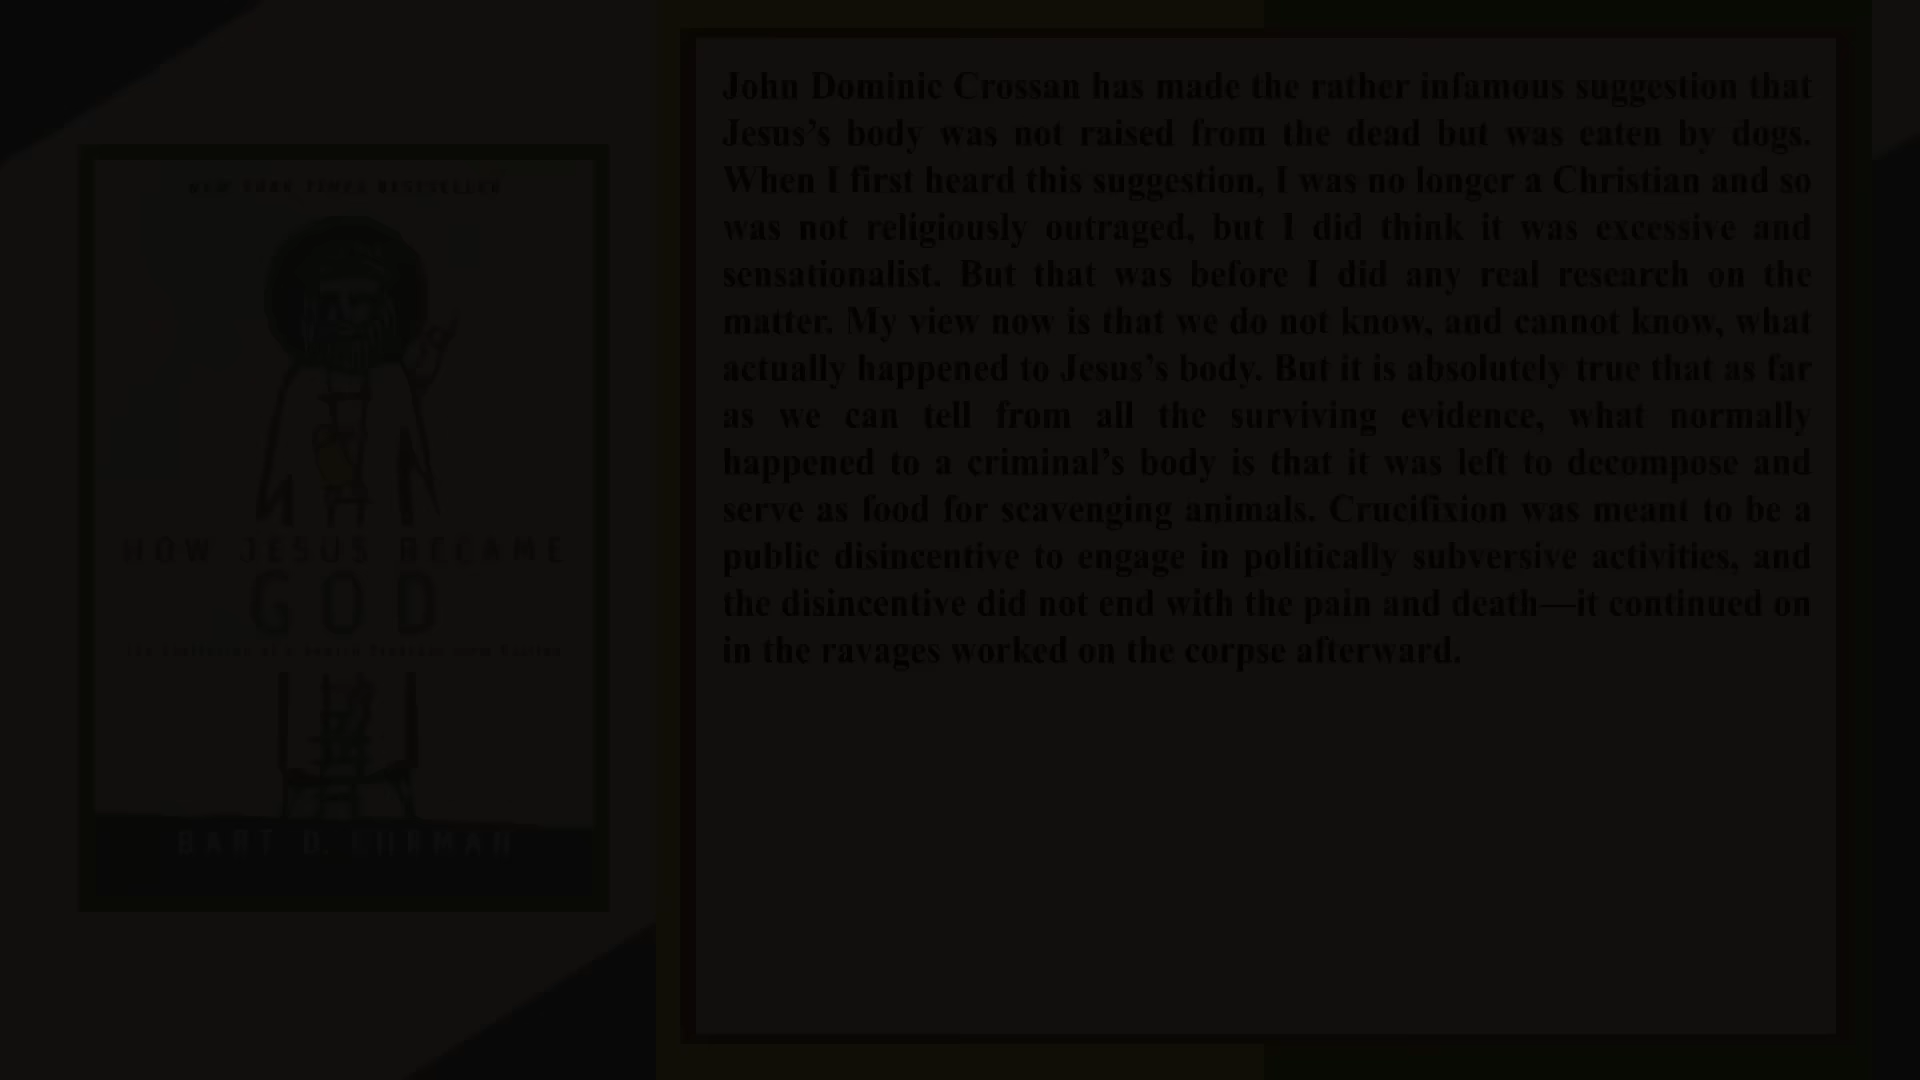 NEW YORK TIMES BESTSELLER
HOW JESUS BECAME
GOD
The Exaltation of a Jewish Preacher from Galilee
BART D. EHRMAN
John Dominic Crossan has made the rather infamous suggestion that
Jesus’s body was not raised from the dead but was eaten by dogs.
When I first heard this suggestion, I was no longer a Christian and so
was not religiously outraged, but I did think it was excessive and
sensationalist. But that was before I did any real research on the
matter. My view now is that we do not know, and cannot know, what
actually happened to Jesus’s body. But it is absolutely true that as far
as we can tell from all the surviving evidence, what normally
happened to a criminal’s body is that it was left to decompose and
serve as food for scavenging animals. Crucifixion was meant to be a
public disincentive to engage in politically subversive activities, and
the disincentive did not end with the pain and death—it continued on
in the ravages worked on the corpse afterward.